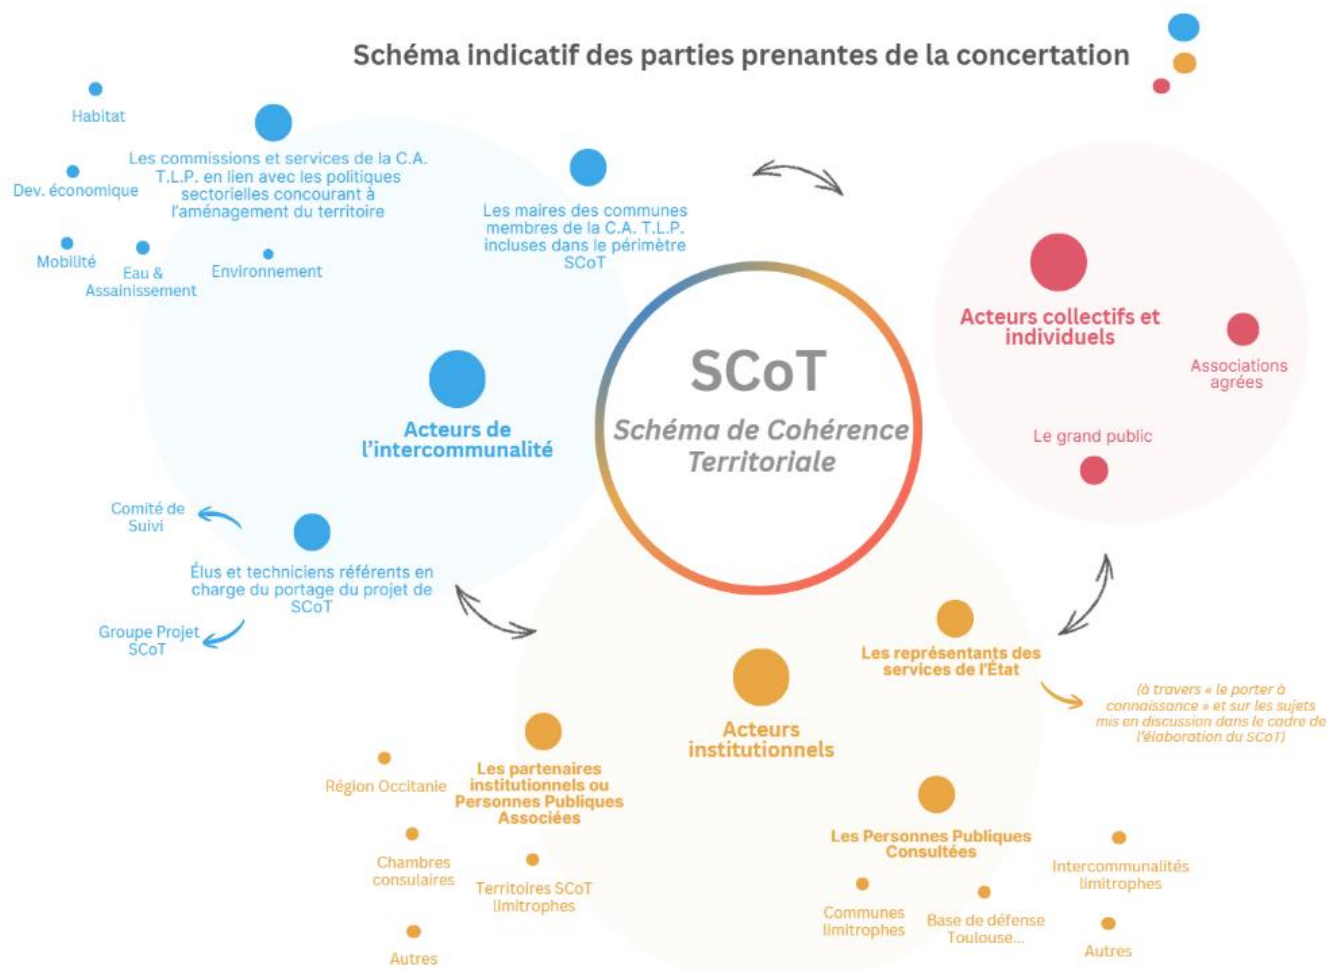 Schéma indicatif des parties prenantes de la concertation
Habitat
Dev. économique
Mobilité
Eau &
Assainissement
Environnement
Les commissions et services de la C.A.
T.L.P. en lien avec les politiques
sectorielles concourant à
l'aménagement du territoire
Les maires des communes
membres de la C.A. T.L.P.
incluses dans le périmètre
SCoT
Acteurs de
l'intercommunalité
Comité de
Suivi
Élus et techniciens référents en
charge du portage du projet de
SCoT
Groupe Projet
SCoT
SCoT
Schéma de Cohérence
Territoriale
Acteurs collectifs et
individuels
Associations
agrées
Le grand public
Les représentants des
services de l'État
(à travers « le porter à
connaissance » et sur les sujets
mis en discussion dans le cadre de
l'élaboration du SCoT)
Acteurs
institutionnels
Les partenaires
institutionnels ou
Personnes Publiques
Associées
Région Occitanie
Chambres
consulaires
Territoires SCoT
limitrophes
Autres
Les Personnes Publiques
Consultées
Communes
limitrophes
Base de défense
Toulouse...
Intercommunalités
limitrophes
Autres